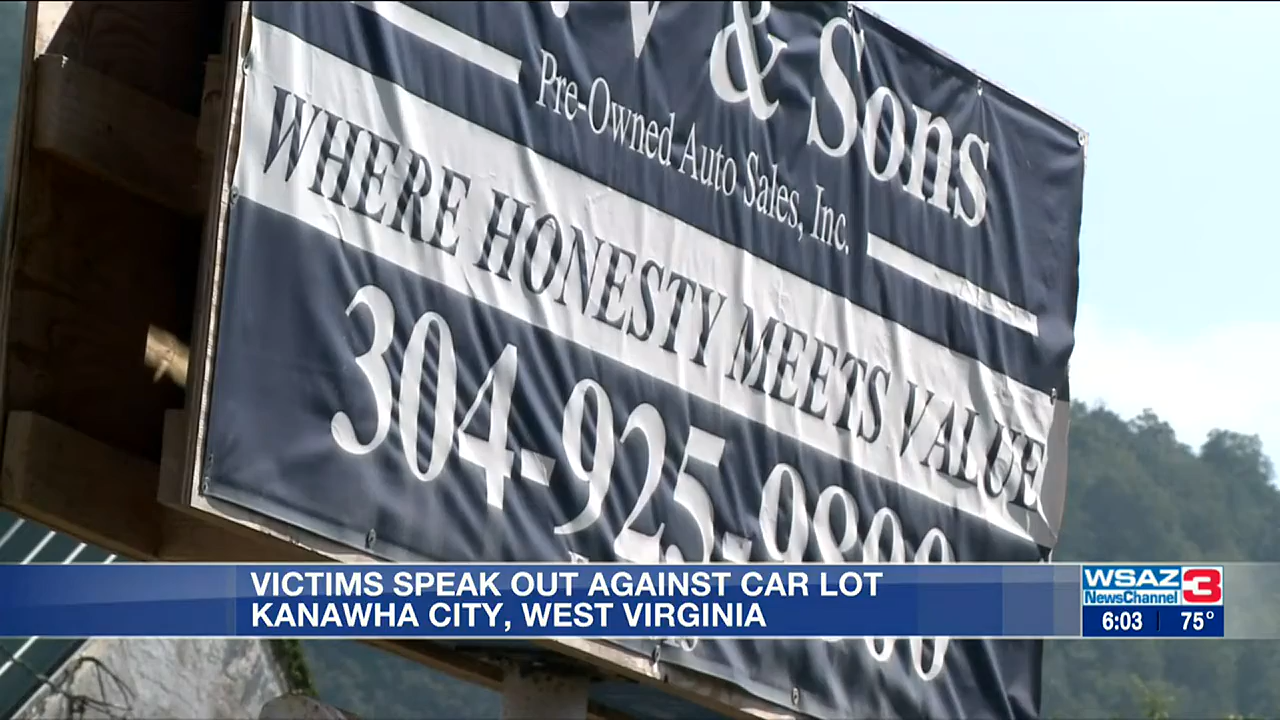 & Sons
Pre-Owned Auto Sales, Inc.
WHERE HONESTY MEETS VALUE
304-925-9800
VICTIMS SPEAK OUT AGAINST CAR LOT
KANAWHA CITY, WEST VIRGINIA
WSAZ 3
NewsChannel
6:03 75°